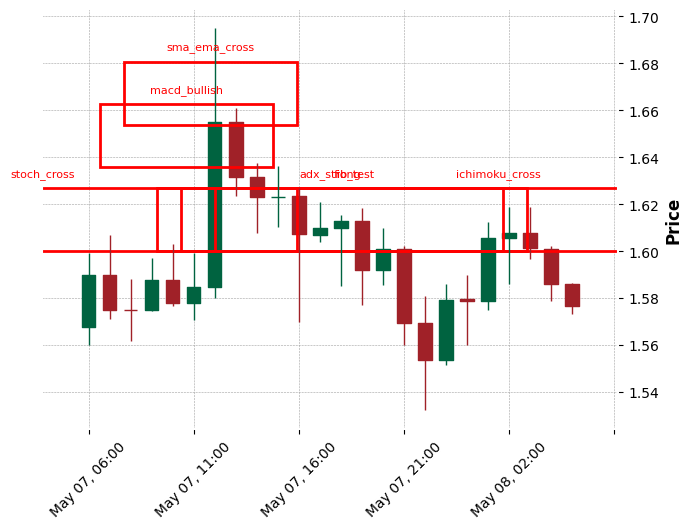 1.70
sma_ema_cross
1.68
macd_bullish
1.66
1.64
stoch_cross
ichimoku_cross
1.62
Price
1.60
1.58
1.56
1.54
May 07, 06:00
May 07, 11:00
May 07, 16:00
May 07, 21:00
May 08, 02:00